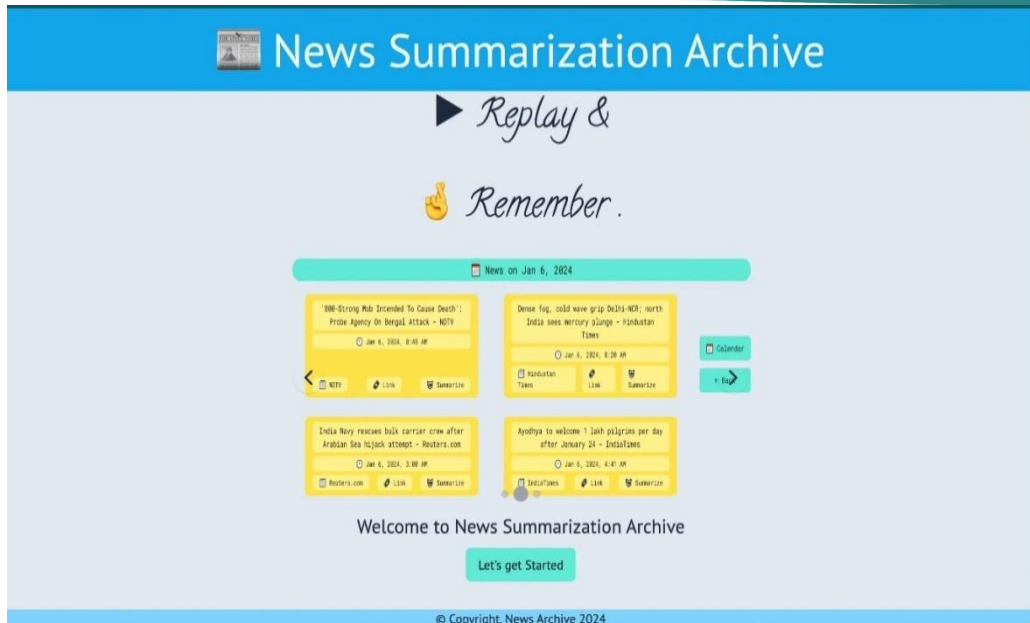 News Summarization Archive
Replay &
Remember .
News on Jan 6, 2024
'800-Strong Mob Intended To Cause Death':
Probe Agency On Bengal Attack - NDTV
Jan 6, 2024, 8:45 AM
NDTV Link Summarize
Dense fog, cold wave grip Delhi-NCR; north
India sees mercury plunge - Hindustan
Times
Jan 6, 2024, 8:20 AM
Hindustan
Times
Link
Summarize
Calendar
India Navy rescues bulk carrier crew after
Arabian Sea hijack attempt - Reuters.com
Jan 6, 2024, 3:00 AM
Reuters.com Link Summarize
Ayodhya to welcome 1 lakh pilgrims per day
after January 24 - IndiaTimes
Jan 6, 2024, 4:41 AM
IndiaTimes Link Summarize
Welcome to News Summarization Archive
Let's get Started
© Copyright. News Archive 2024